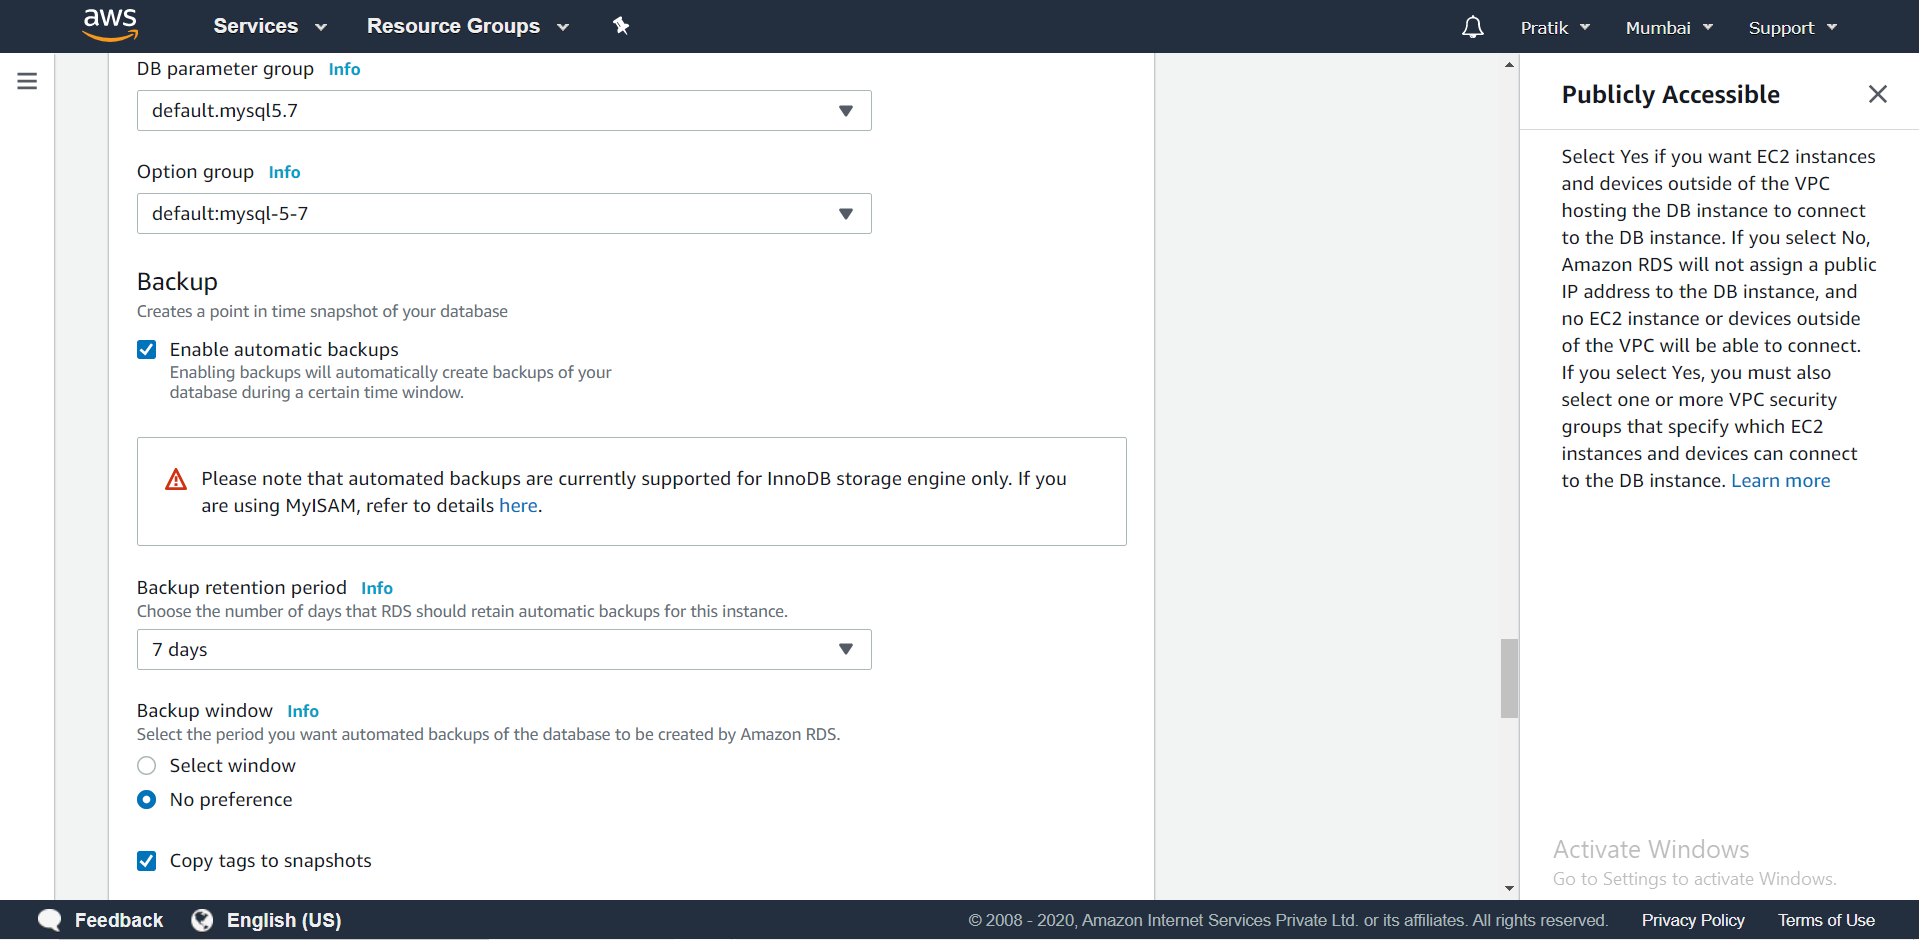 aws
Services
Resource Groups
Pratik
Mumbai
Support
DB parameter group Info
default.mysql5.7
Option group Info
default:mysql-5-7
Backup
Creates a point in time snapshot of your database
Enable automatic backups
Enabling backups will automatically create backups of your
database during a certain time window.
Please note that automated backups are currently supported for InnoDB storage engine only. If you
are using MyISAM, refer to details here.
Backup retention period Info
Choose the number of days that RDS should retain automatic backups for this instance.
7 days
Backup window Info
Select the period you want automated backups of the database to be created by Amazon RDS.
Select window
No preference
Copy tags to snapshots
Publicly Accessible
Select Yes if you want EC2 instances
and devices outside of the VPC
hosting the DB instance to connect
to the DB instance. If you select No,
Amazon RDS will not assign a public
IP address to the DB instance, and
no EC2 instance or devices outside
of the VPC will be able to connect.
If you select Yes, you must also
select one or more VPC security
groups that specify which EC2
instances and devices can connect
to the DB instance. Learn more
Activate Windows
Go to Settings to activate Windows.
Feedback
English (US)
© 2008 - 2020, Amazon Internet Services Private Ltd. or its affiliates. All rights reserved.
Privacy Policy
Terms of Use